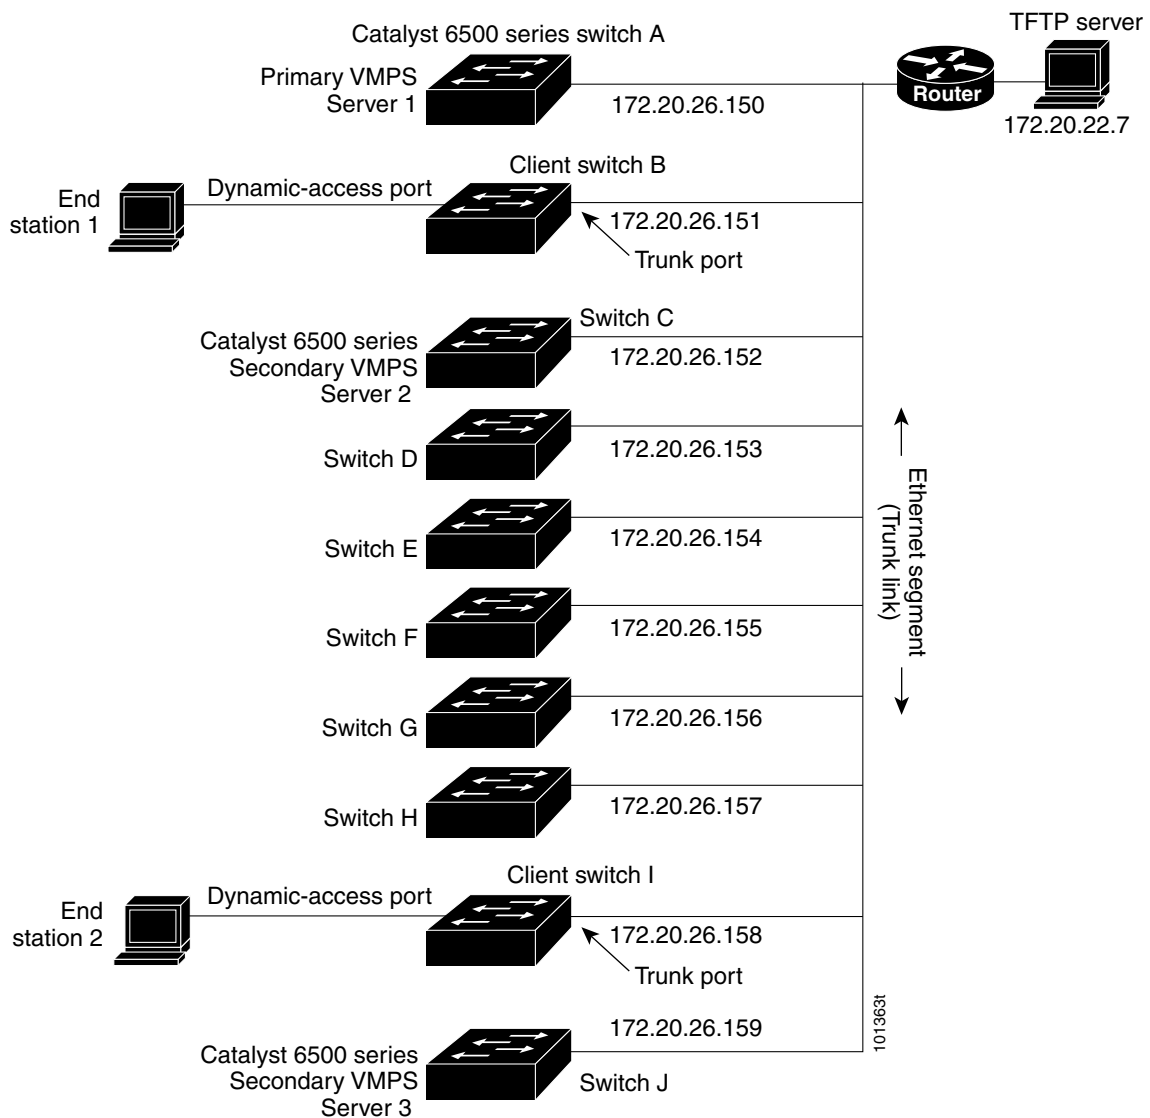 TFTP server
Catalyst 6500 series switch A
Primary VMPS
Server 1
172.20.26.150
Router
172.20.22.7
Client switch B
End
station 1
Dynamic-access port
172.20.26.151
Trunk port
Switch C
Catalyst 6500 series
Secondary VMPS
Server 2
172.20.26.152
Switch D
172.20.26.153
Switch E
172.20.26.154
Ethernet segment
(Trunk link)
Switch F
172.20.26.155
Switch G
172.20.26.156
Switch H
172.20.26.157
Client switch I
End
station 2
Dynamic-access port
172.20.26.158
Trunk port
172.20.26.159
Catalyst 6500 series
Secondary VMPS
Server 3
Switch J
101363t